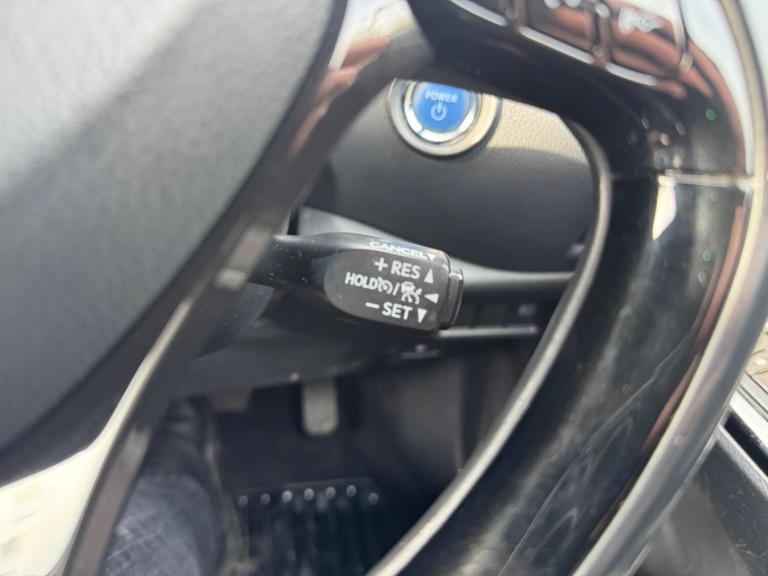 POWER
CANCEL▼
+ RES ▲
HOLD / ◄
− SET ▼